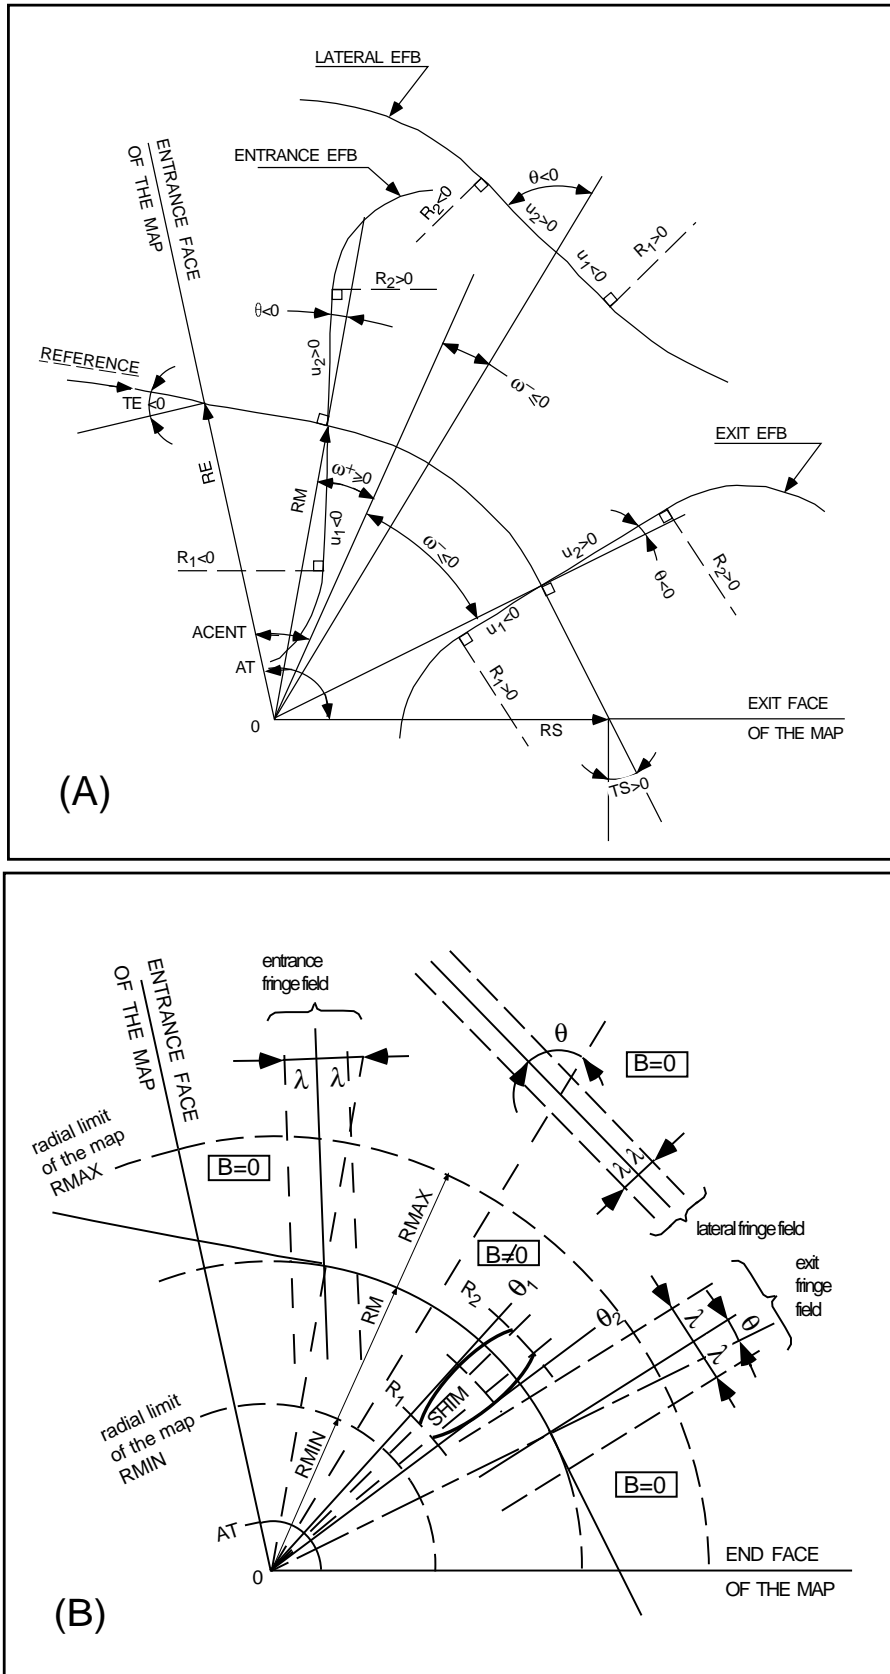 LATERAL EFB
ENTRANCE FACE
OF THE MAP
ENTRANCE EFB
θ<0
R2<0
u2>0
R1>0
u1<0
R2>0
θ<0
u2>0
REFERENCE
TE <0
ω-≤0
EXIT EFB
RE
RM
ω+≥0
u1<0
R1<0
ω-≤0
u2>0
R2>0
θ<0
ACENT
u1<0
AT
R1>0
EXIT FACE
0
RS
OF THE MAP
TS>0
(A)
entrance
fringe field
ENTRANCE FACE
OF THE MAP
θ
B=0
λ
λ
radial limit
of the map
RMAX
B=0
λ
λ
RMAX
lateral fringe field
B≠0
exit
fringe
field
RM
R2
θ1
θ2
λ
θ
λ
R1
SHIM
radial limit
of the map
RMIN
RMIN
B=0
AT
0
END FACE
OF THE MAP
(B)